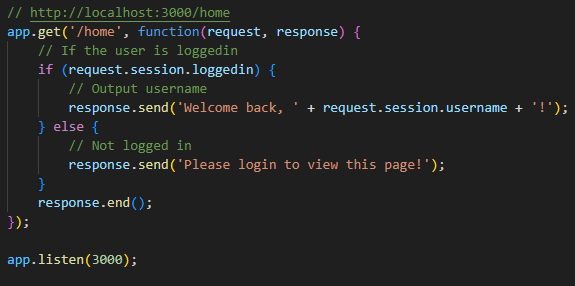 // http://localhost:3000/home
app.get('/home', function(request, response) {
    // If the user is loggedin
    if (request.session.loggedin) {
        // Output username
        response.send('Welcome back, ' + request.session.username + '!');
    } else {
        // Not logged in
        response.send('Please login to view this page!');
    }
    response.end();
});

app.listen(3000);